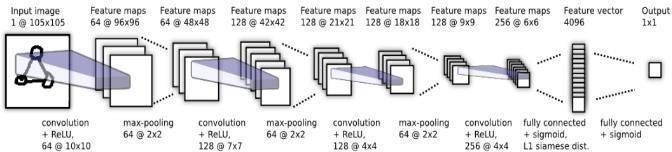 Input image
1 @ 105x105
Feature maps
64 @ 96x96
Feature maps
64 @ 48x48
Feature maps
128 @ 42x42
Feature maps
128 @ 21x21
Feature maps
128 @ 18x18
Feature maps
128 @ 9x9
Feature maps
256 @ 6x6
Feature vector
4096
Output
1x1
convolution
+ ReLU,
64 @ 10x10
max-pooling
64 @ 2x2
convolution
+ ReLU,
128 @ 7x7
max-pooling
64 @ 2x2
convolution
+ ReLU,
128 @ 4x4
max-pooling
64 @ 2x2
convolution
+ ReLU,
256 @ 4x4
fully connected
+ sigmoid,
L1 siamese dist.
fully connected
+ sigmoid